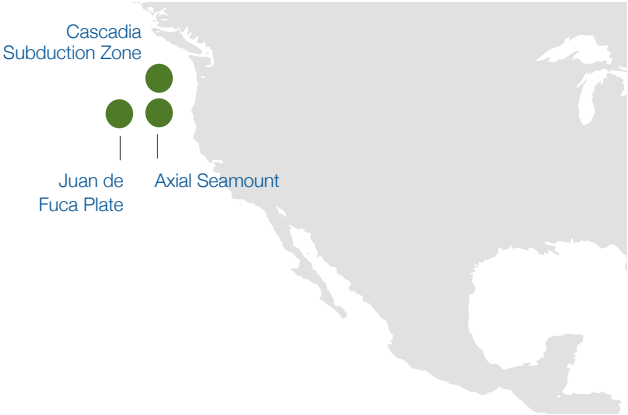 Cascadia
Subduction Zone
Juan de
Fuca Plate
Axial Seamount